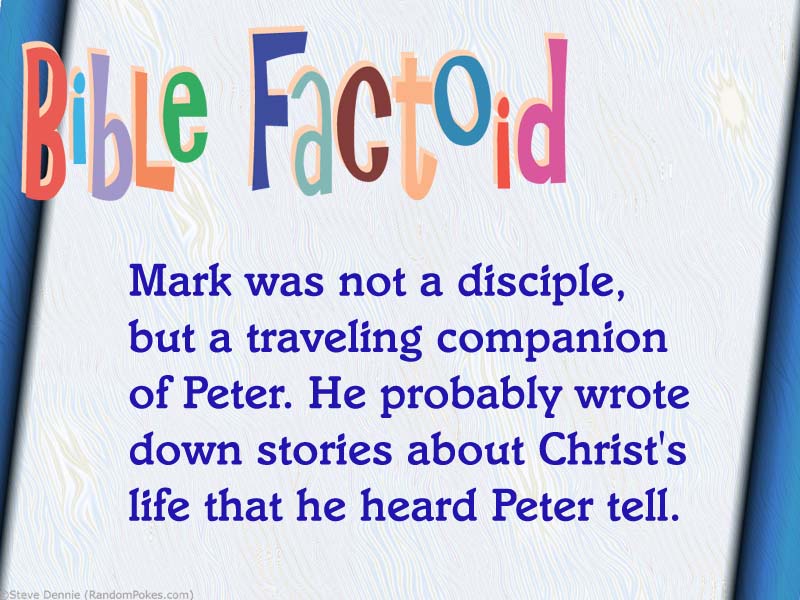 Bible Factoid
Mark was not a disciple,
but a traveling companion
of Peter. He probably wrote
down stories about Christ's
life that he heard Peter tell.
©Steve Dennie (RandomPokes.com)